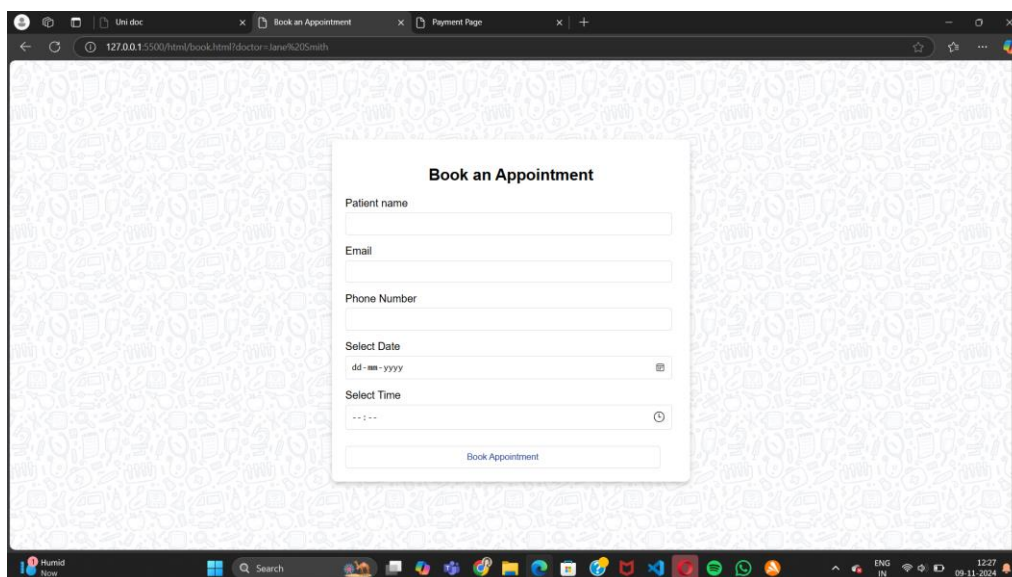 Uni doc
Book an Appointment
Payment Page
127.0.0.1:5500/html/book.html?doctor=Jane%20Smith
Book an Appointment
Patient name
Email
Phone Number
Select Date
dd-mm-yyyy
Select Time
--:--
Book Appointment
1
Humid
Now
Search
ENG
IN
12:27
09-11-2024